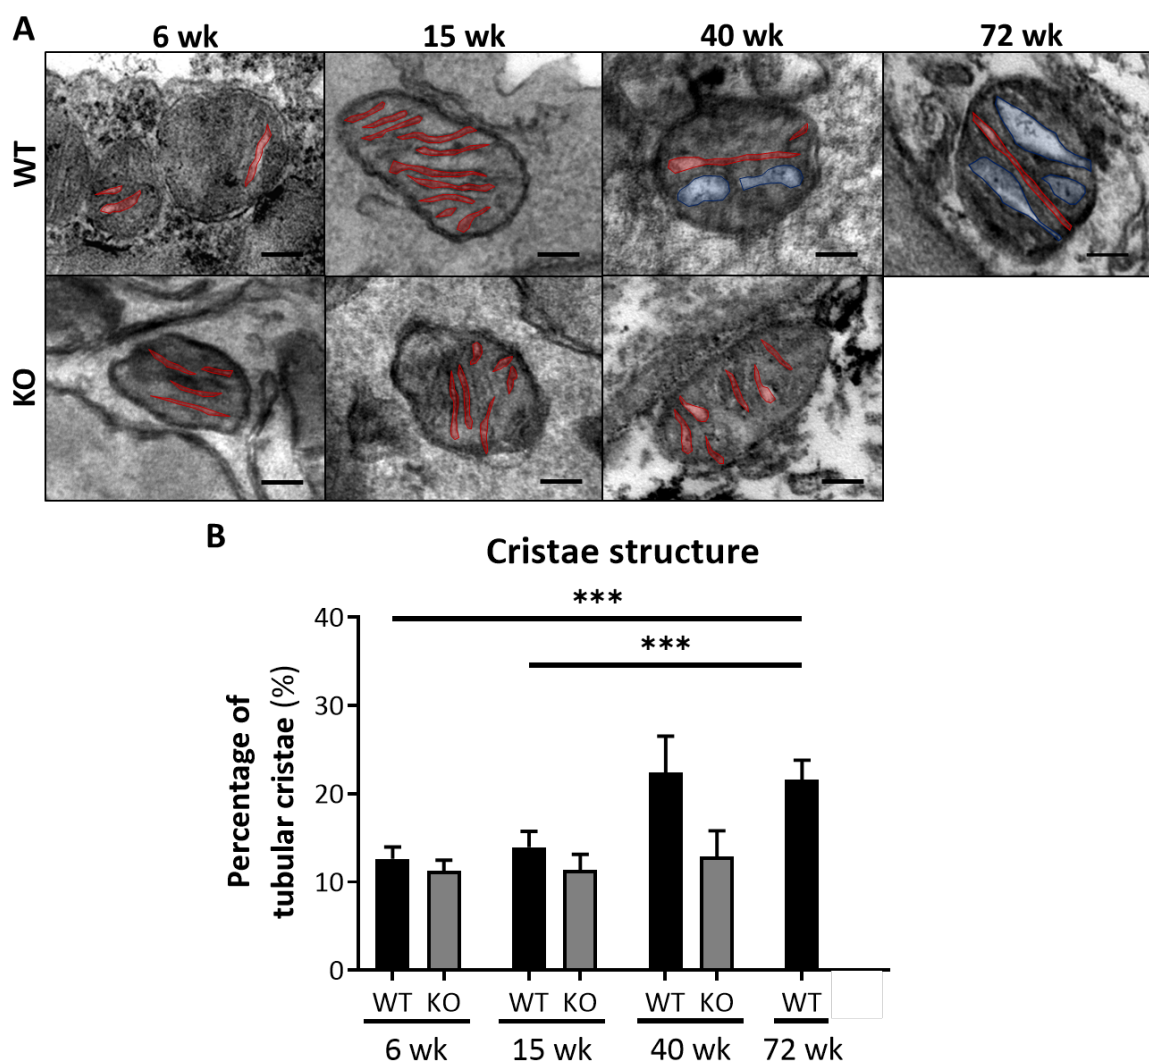 A
6 wk 15 wk 40 wk 72 wk
WT
KO
B
Cristae structure
***
***
Percentage of
tubular cristae (%)
40
30
20
10
0
WT KO WT KO WT KO WT
6 wk 15 wk 40 wk 72 wk